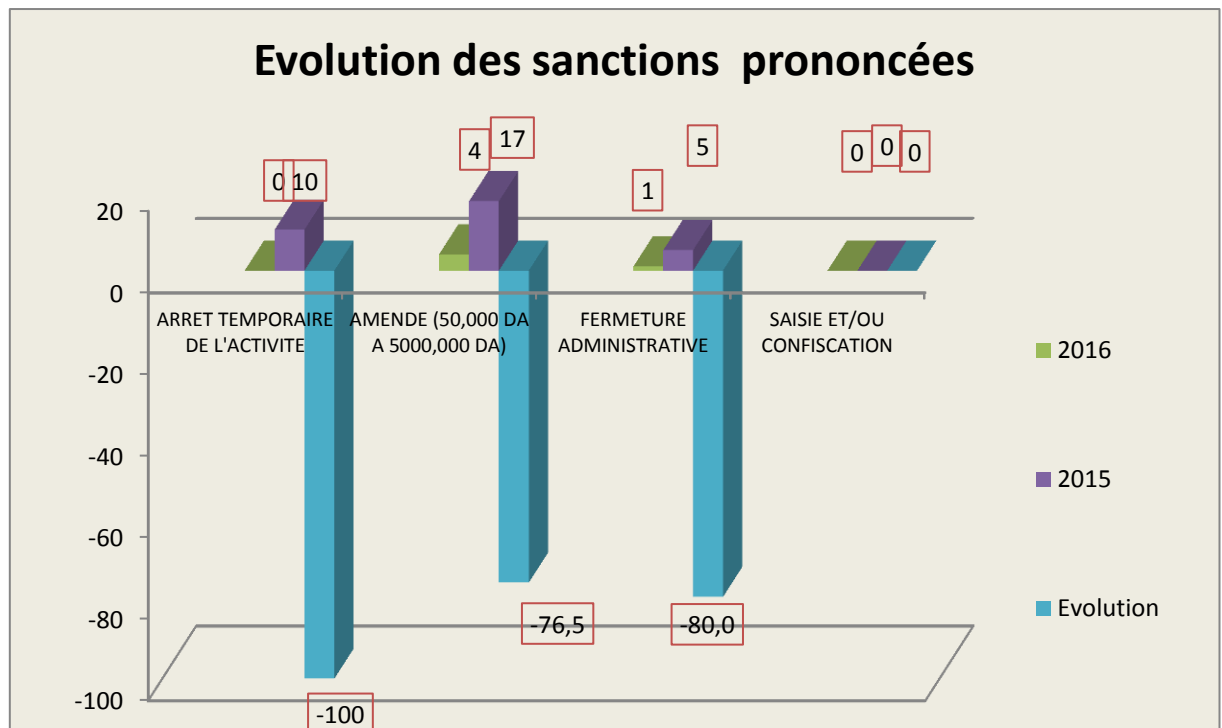 Evolution des sanctions prononcées
0 10
4 17
1 5
0 0 0
20
0
-20
-40
-60
-80
-100
ARRET TEMPORAIRE
DE L'ACTIVITE
AMENDE (50,000 DA
A 5000,000 DA)
FERMETURE
ADMINISTRATIVE
SAISIE ET/OU
CONFISCATION
-100
-76,5
-80,0
2016
2015
Evolution